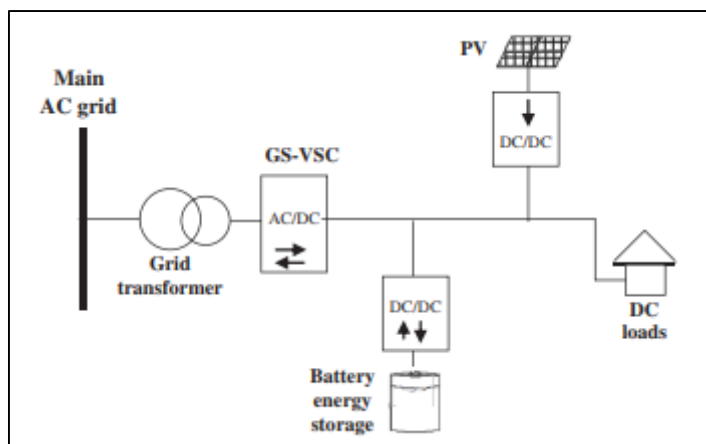 PV
Main
AC grid
DC/DC
GS-VSC
AC/DC
Grid
transformer
DC/DC
DC
loads
Battery
energy
storage